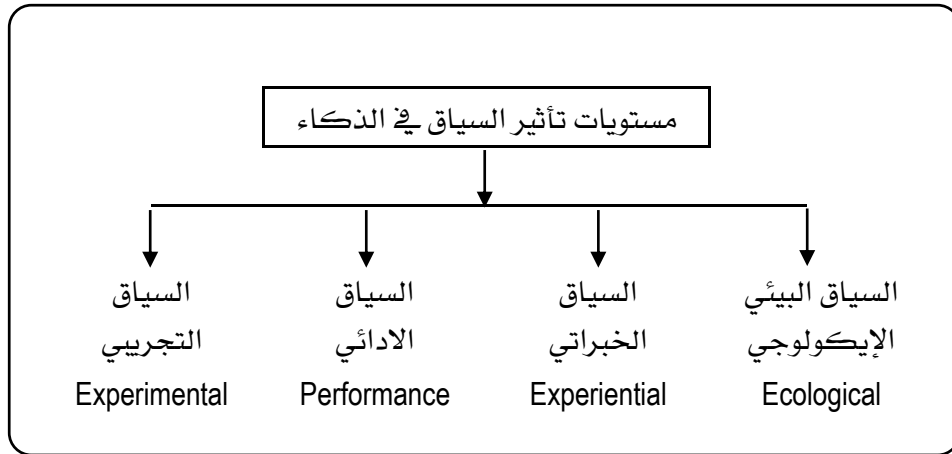 مستويات تأثير السياق في الذكاء
السياق البيئي
الإيكولوجي
Ecological
السياق
الخبراتي
Experiential
السياق
الادائي
Performance
السياق
التجريبي
Experimental